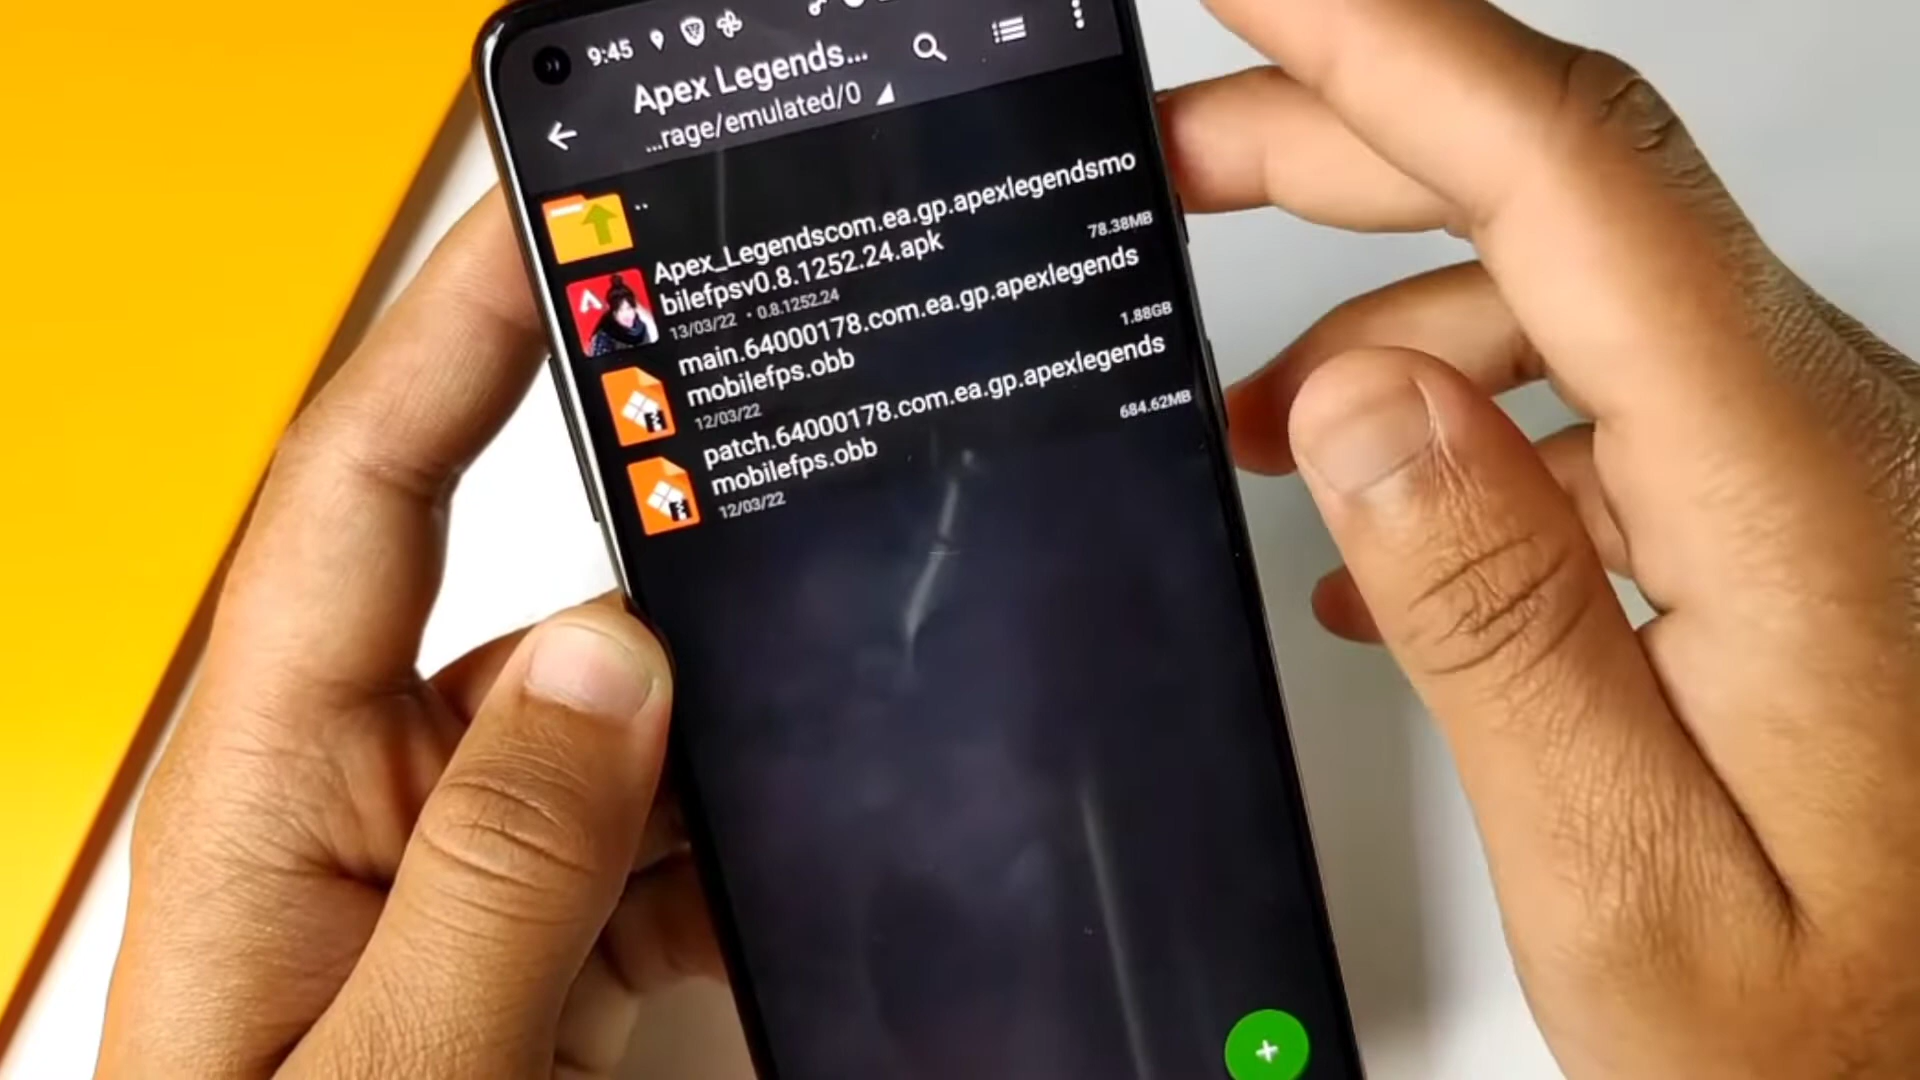 9:45
Apex Legends...
...rage/emulated/0
..
Apex_Legendscom.ea.gp.apexlegendsmo
bilefpsv0.8.1252.24.apk
13/03/22 • 0.8.1252.24
78.38MB
main.64000178.com.ea.gp.apexlegends
mobilefps.obb
12/03/22
1.88GB
patch.64000178.com.ea.gp.apexlegends
mobilefps.obb
12/03/22
684.62MB